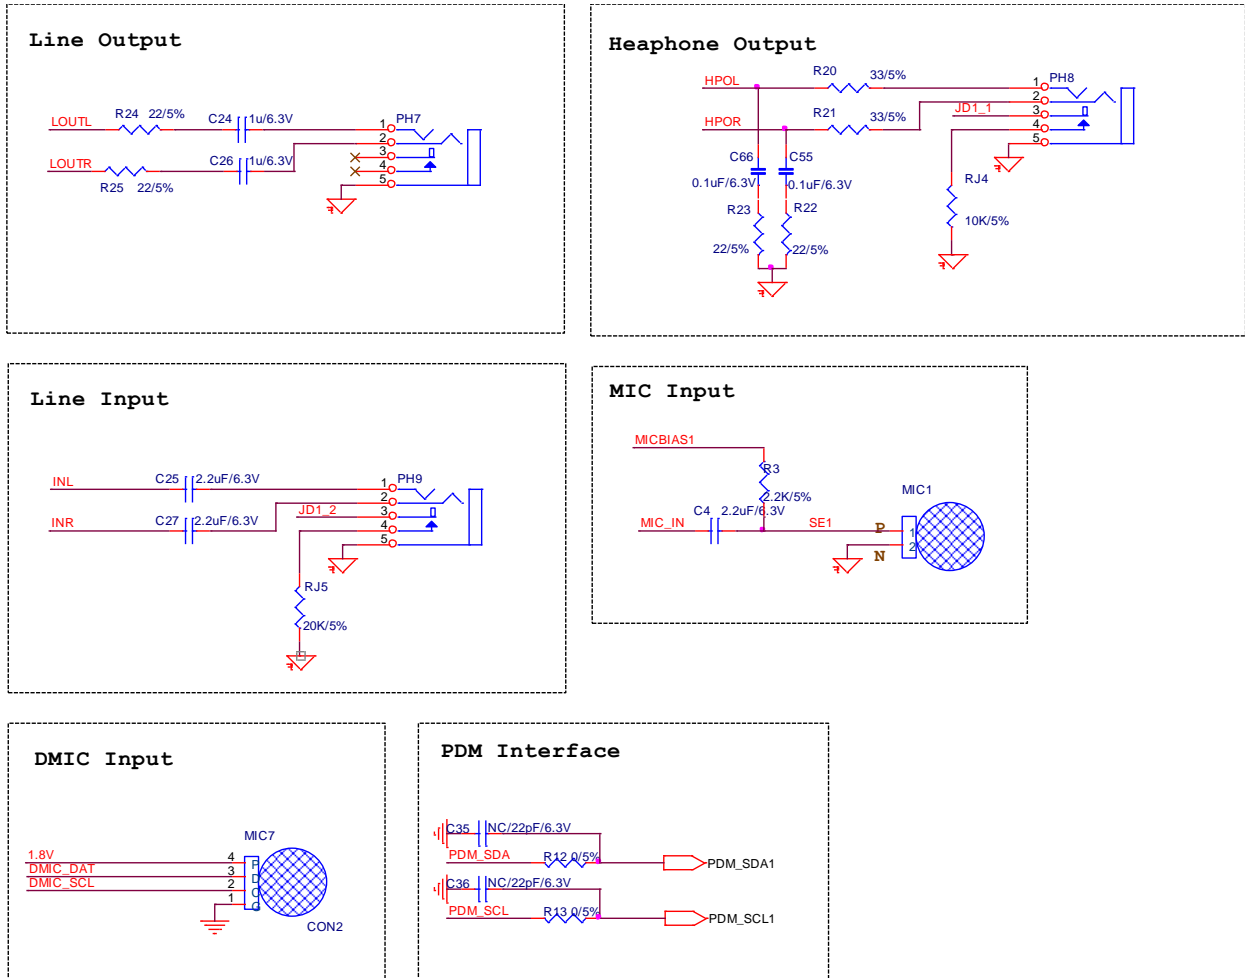 Line Output
R24 22/5%
C24 1u/6.3V
LOUTL
LOUTR
R25 22/5%
C26 1u/6.3V
PH7
1
2
3
4
5
Heaphone Output
HPOL
R20 33/5%
HPOR
R21 33/5%
PH8
1
2
JD1_1
3
4
5
C66
C55
0.1uF/6.3V
0.1uF/6.3V
R23
R22
22/5%
22/5%
RJ4
10K/5%
Line Input
INL
C25 2.2uF/6.3V
INR
C27 2.2uF/6.3V
PH9
1
2
JD1_2
3
4
5
RJ5
20K/5%
MIC Input
MICBIAS1
R3
2.2K/5%
MIC_IN
C4 2.2uF/6.3V
SE1
MIC1
P
N
1
2
DMIC Input
MIC7
1.8V
DMIC_DAT
DMIC_SCL
4
3
2
1
P
D
C
G
CON2
PDM Interface
C35 NC/22pF/6.3V
PDM_SDA
R12 0/5%
PDM_SDA1
C36 NC/22pF/6.3V
PDM_SCL
R13 0/5%
PDM_SCL1